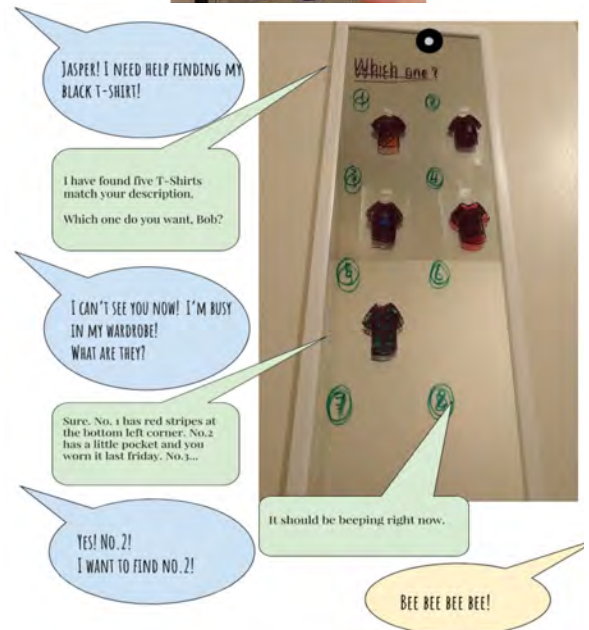 JASPER! I NEED HELP FINDING MY
BLACK T-SHIRT!
Which one?
1
2
3
4
5
6
7
8
I have found five T-Shirts
match your description.
Which one do you want, Bob?
I CAN'T SEE YOU NOW! I'M BUSY
IN MY WARDROBE!
WHAT ARE THEY?
Sure. No. 1 has red stripes at
the bottom left corner. No.2
has a little pocket and you
worn it last friday. No.3...
It should be beeping right now.
YES! NO.2!
I WANT TO FIND NO.2!
BEE BEE BEE BEE!